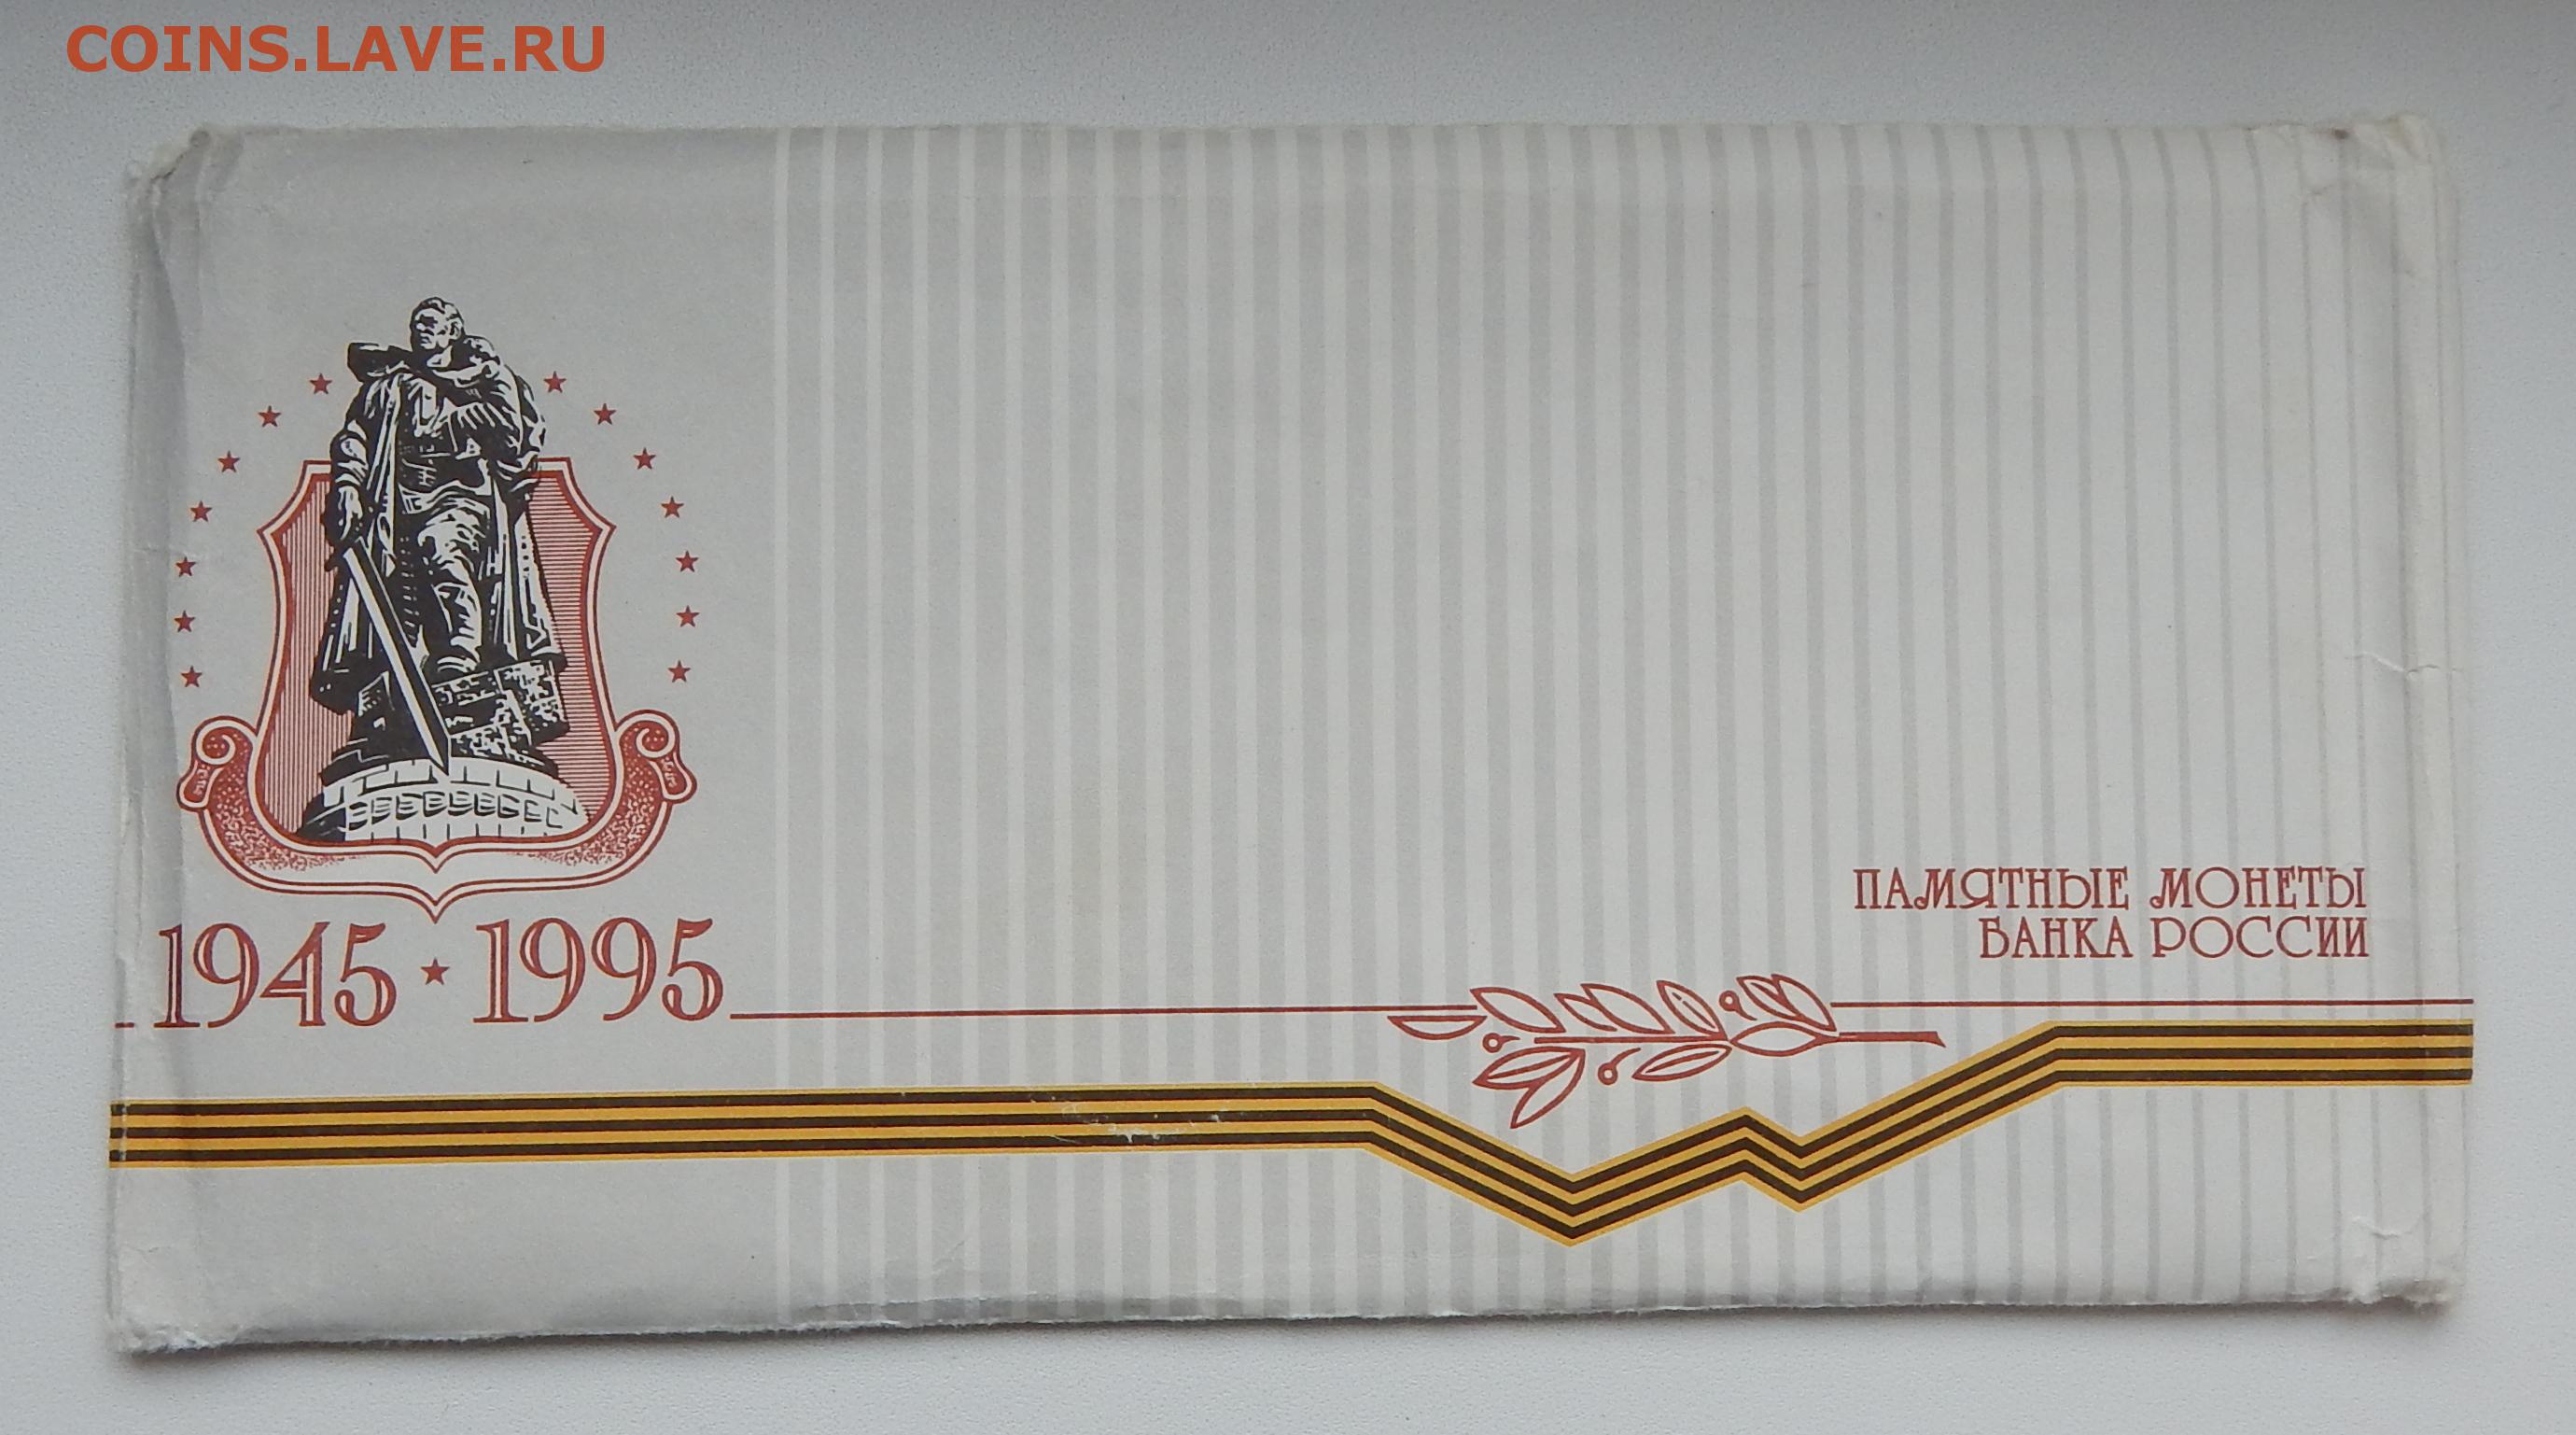 COINS.LAVE.RU
ПАМЯТНЫЕ МОНЕТЫ
БАНКА РОССИИ
1945 ★ 1995